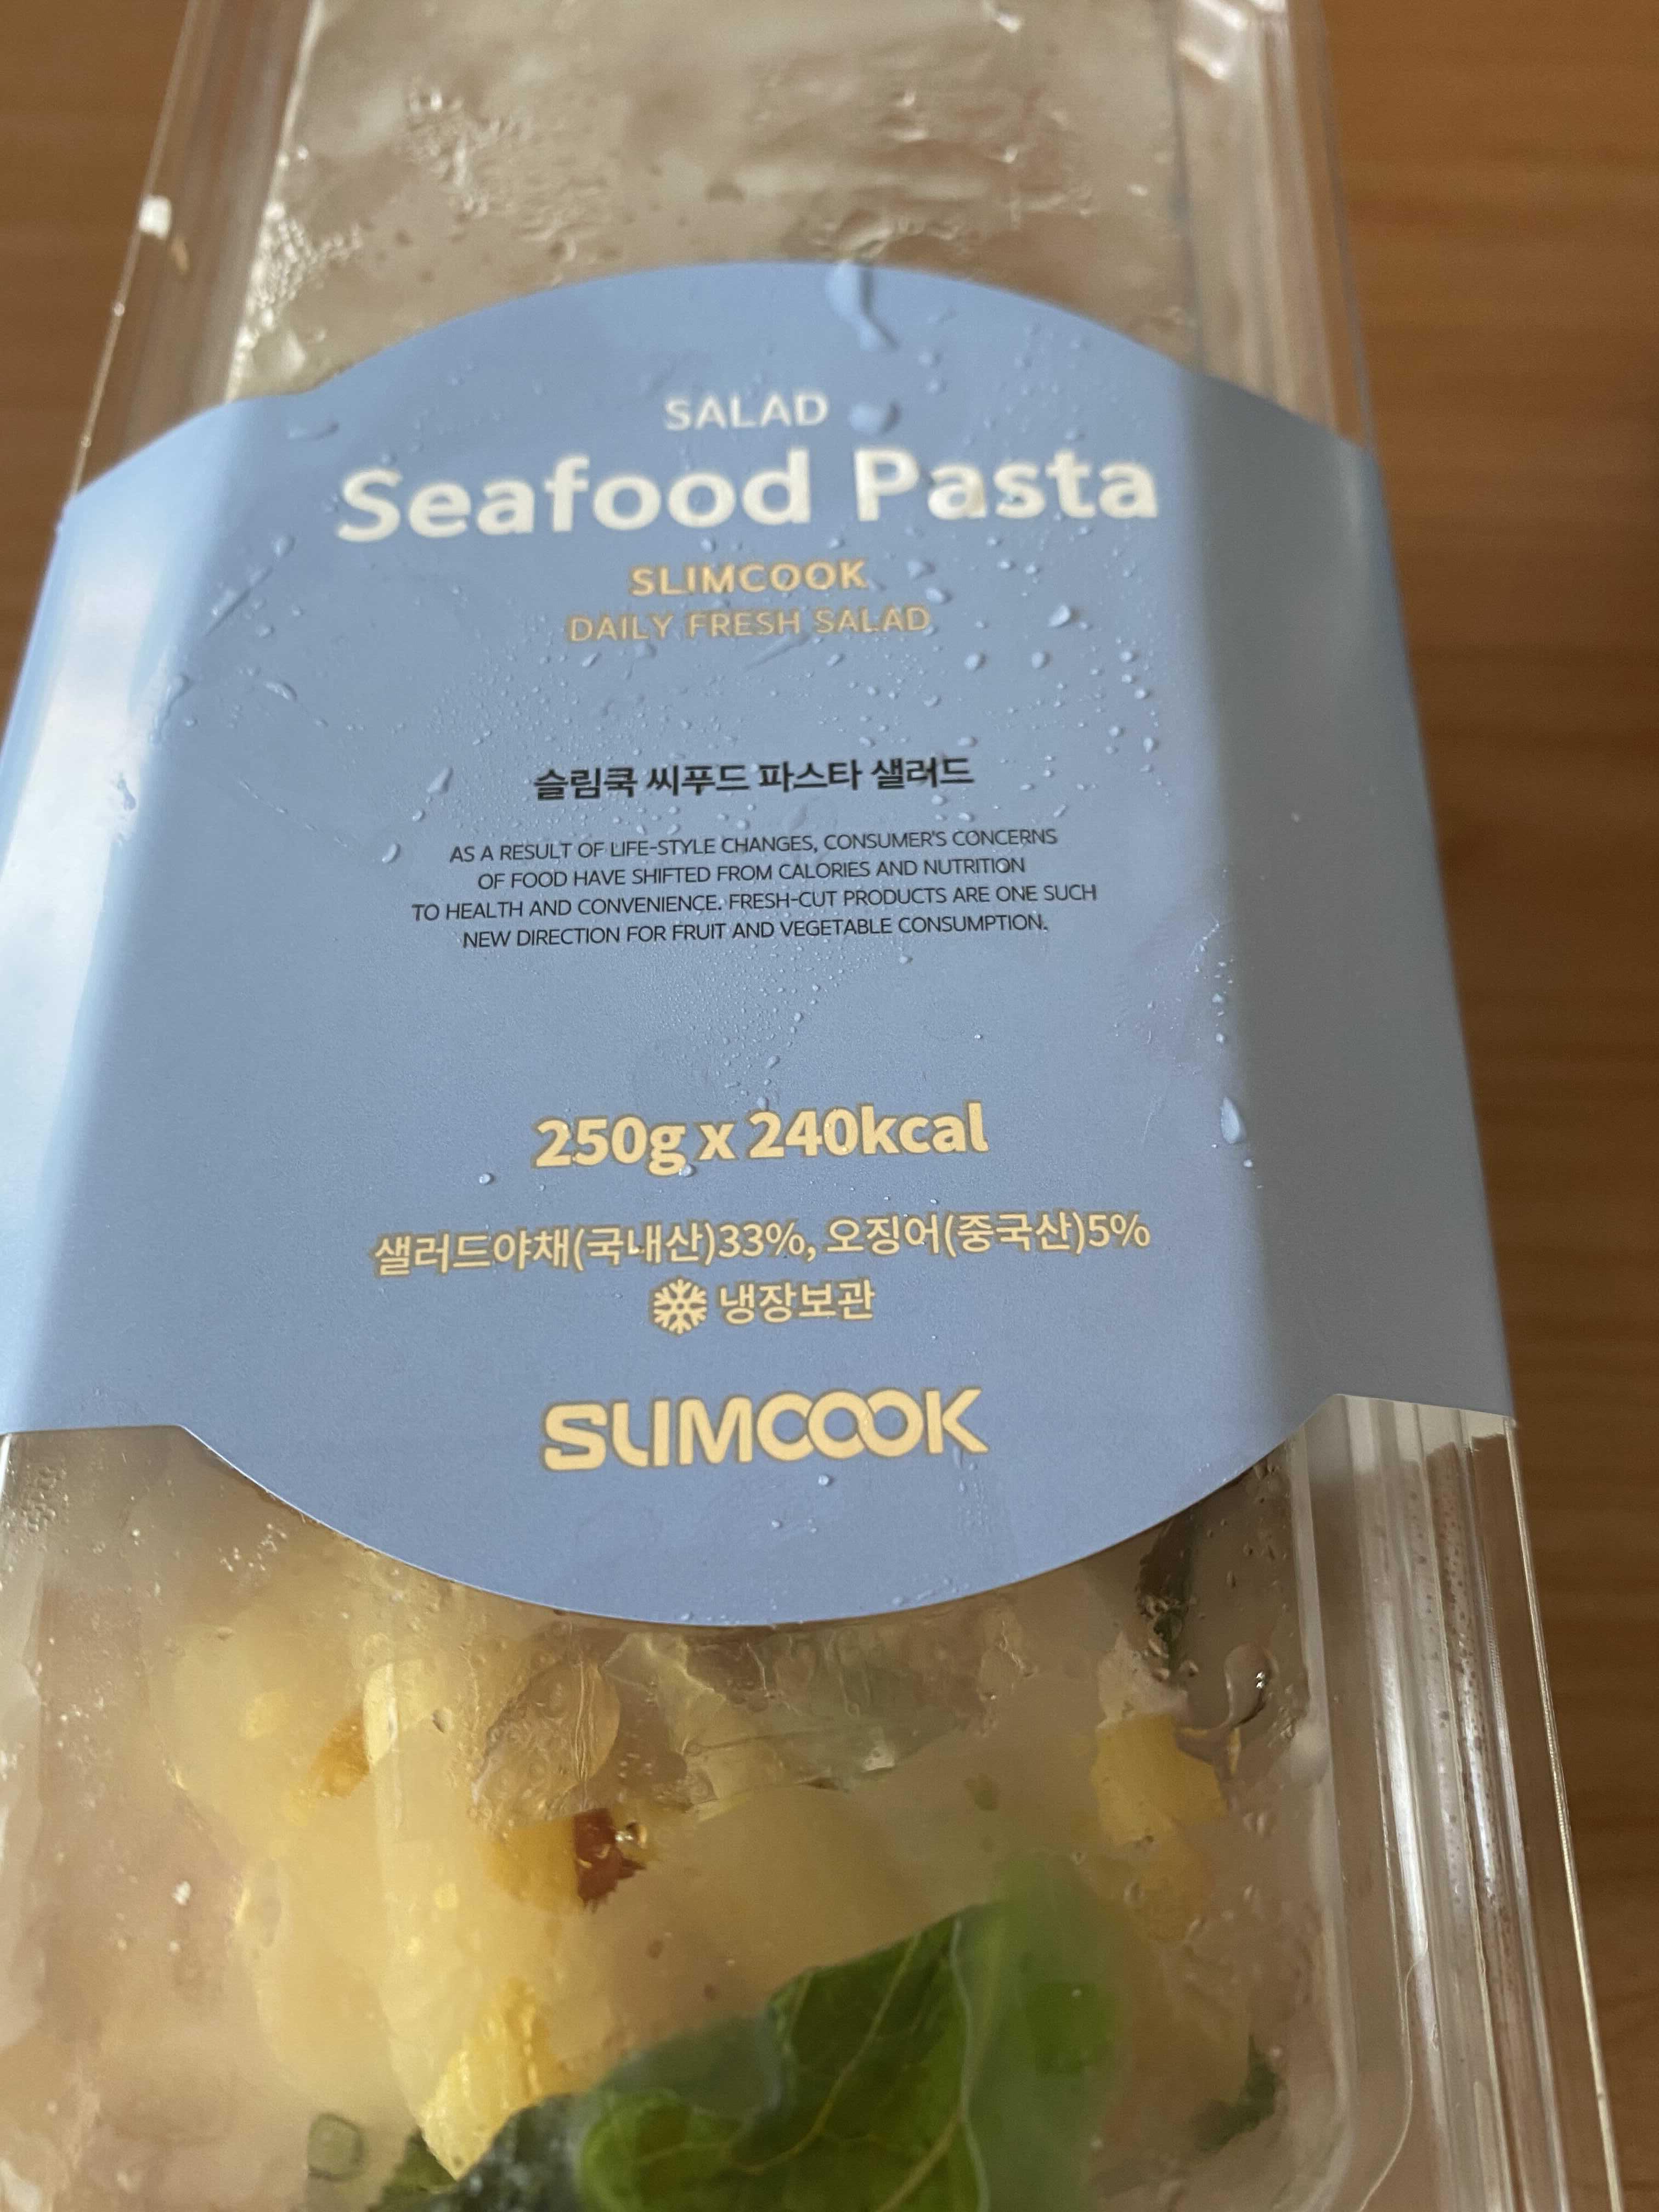 SALAD
Seafood Pasta
SLIMCOOK
DAILY FRESH SALAD
슬림쿡 씨푸드 파스타 샐러드
AS A RESULT OF LIFE-STYLE CHANGES, CONSUMER'S CONCERNS
OF FOOD HAVE SHIFTED FROM CALORIES AND NUTRITION
TO HEALTH AND CONVENIENCE. FRESH-CUT PRODUCTS ARE ONE SUCH
NEW DIRECTION FOR FRUIT AND VEGETABLE CONSUMPTION.
250g x 240kcal
샐러드야채(국내산)33%, 오징어(중국산)5%
냉장보관
SLIMCOOK